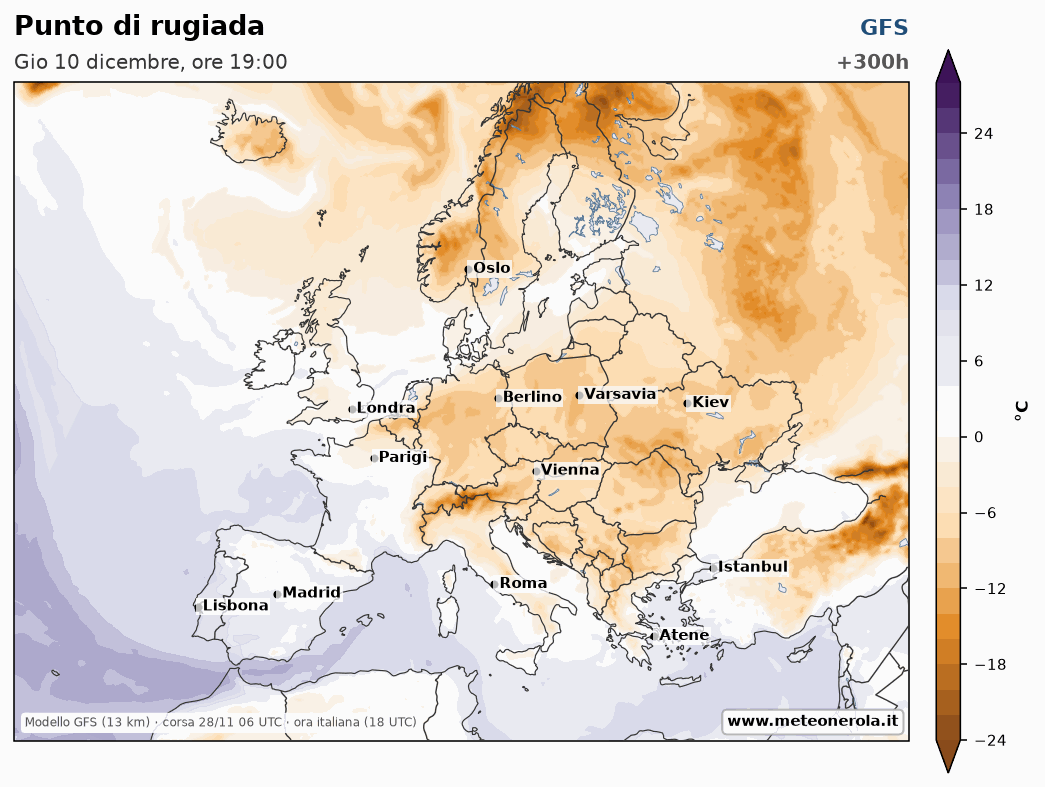 Punto di rugiada
GFS
Gio 10 dicembre, ore 19:00
+300h
24
18
12
6
0
−6
−12
−18
−24
°C
Oslo
Berlino
Varsavia
Kiev
Londra
Parigi
Vienna
Istanbul
Roma
Madrid
Lisbona
Atene
Modello GFS (13 km) · corsa 28/11 06 UTC · ora italiana (18 UTC)
www.meteonerola.it